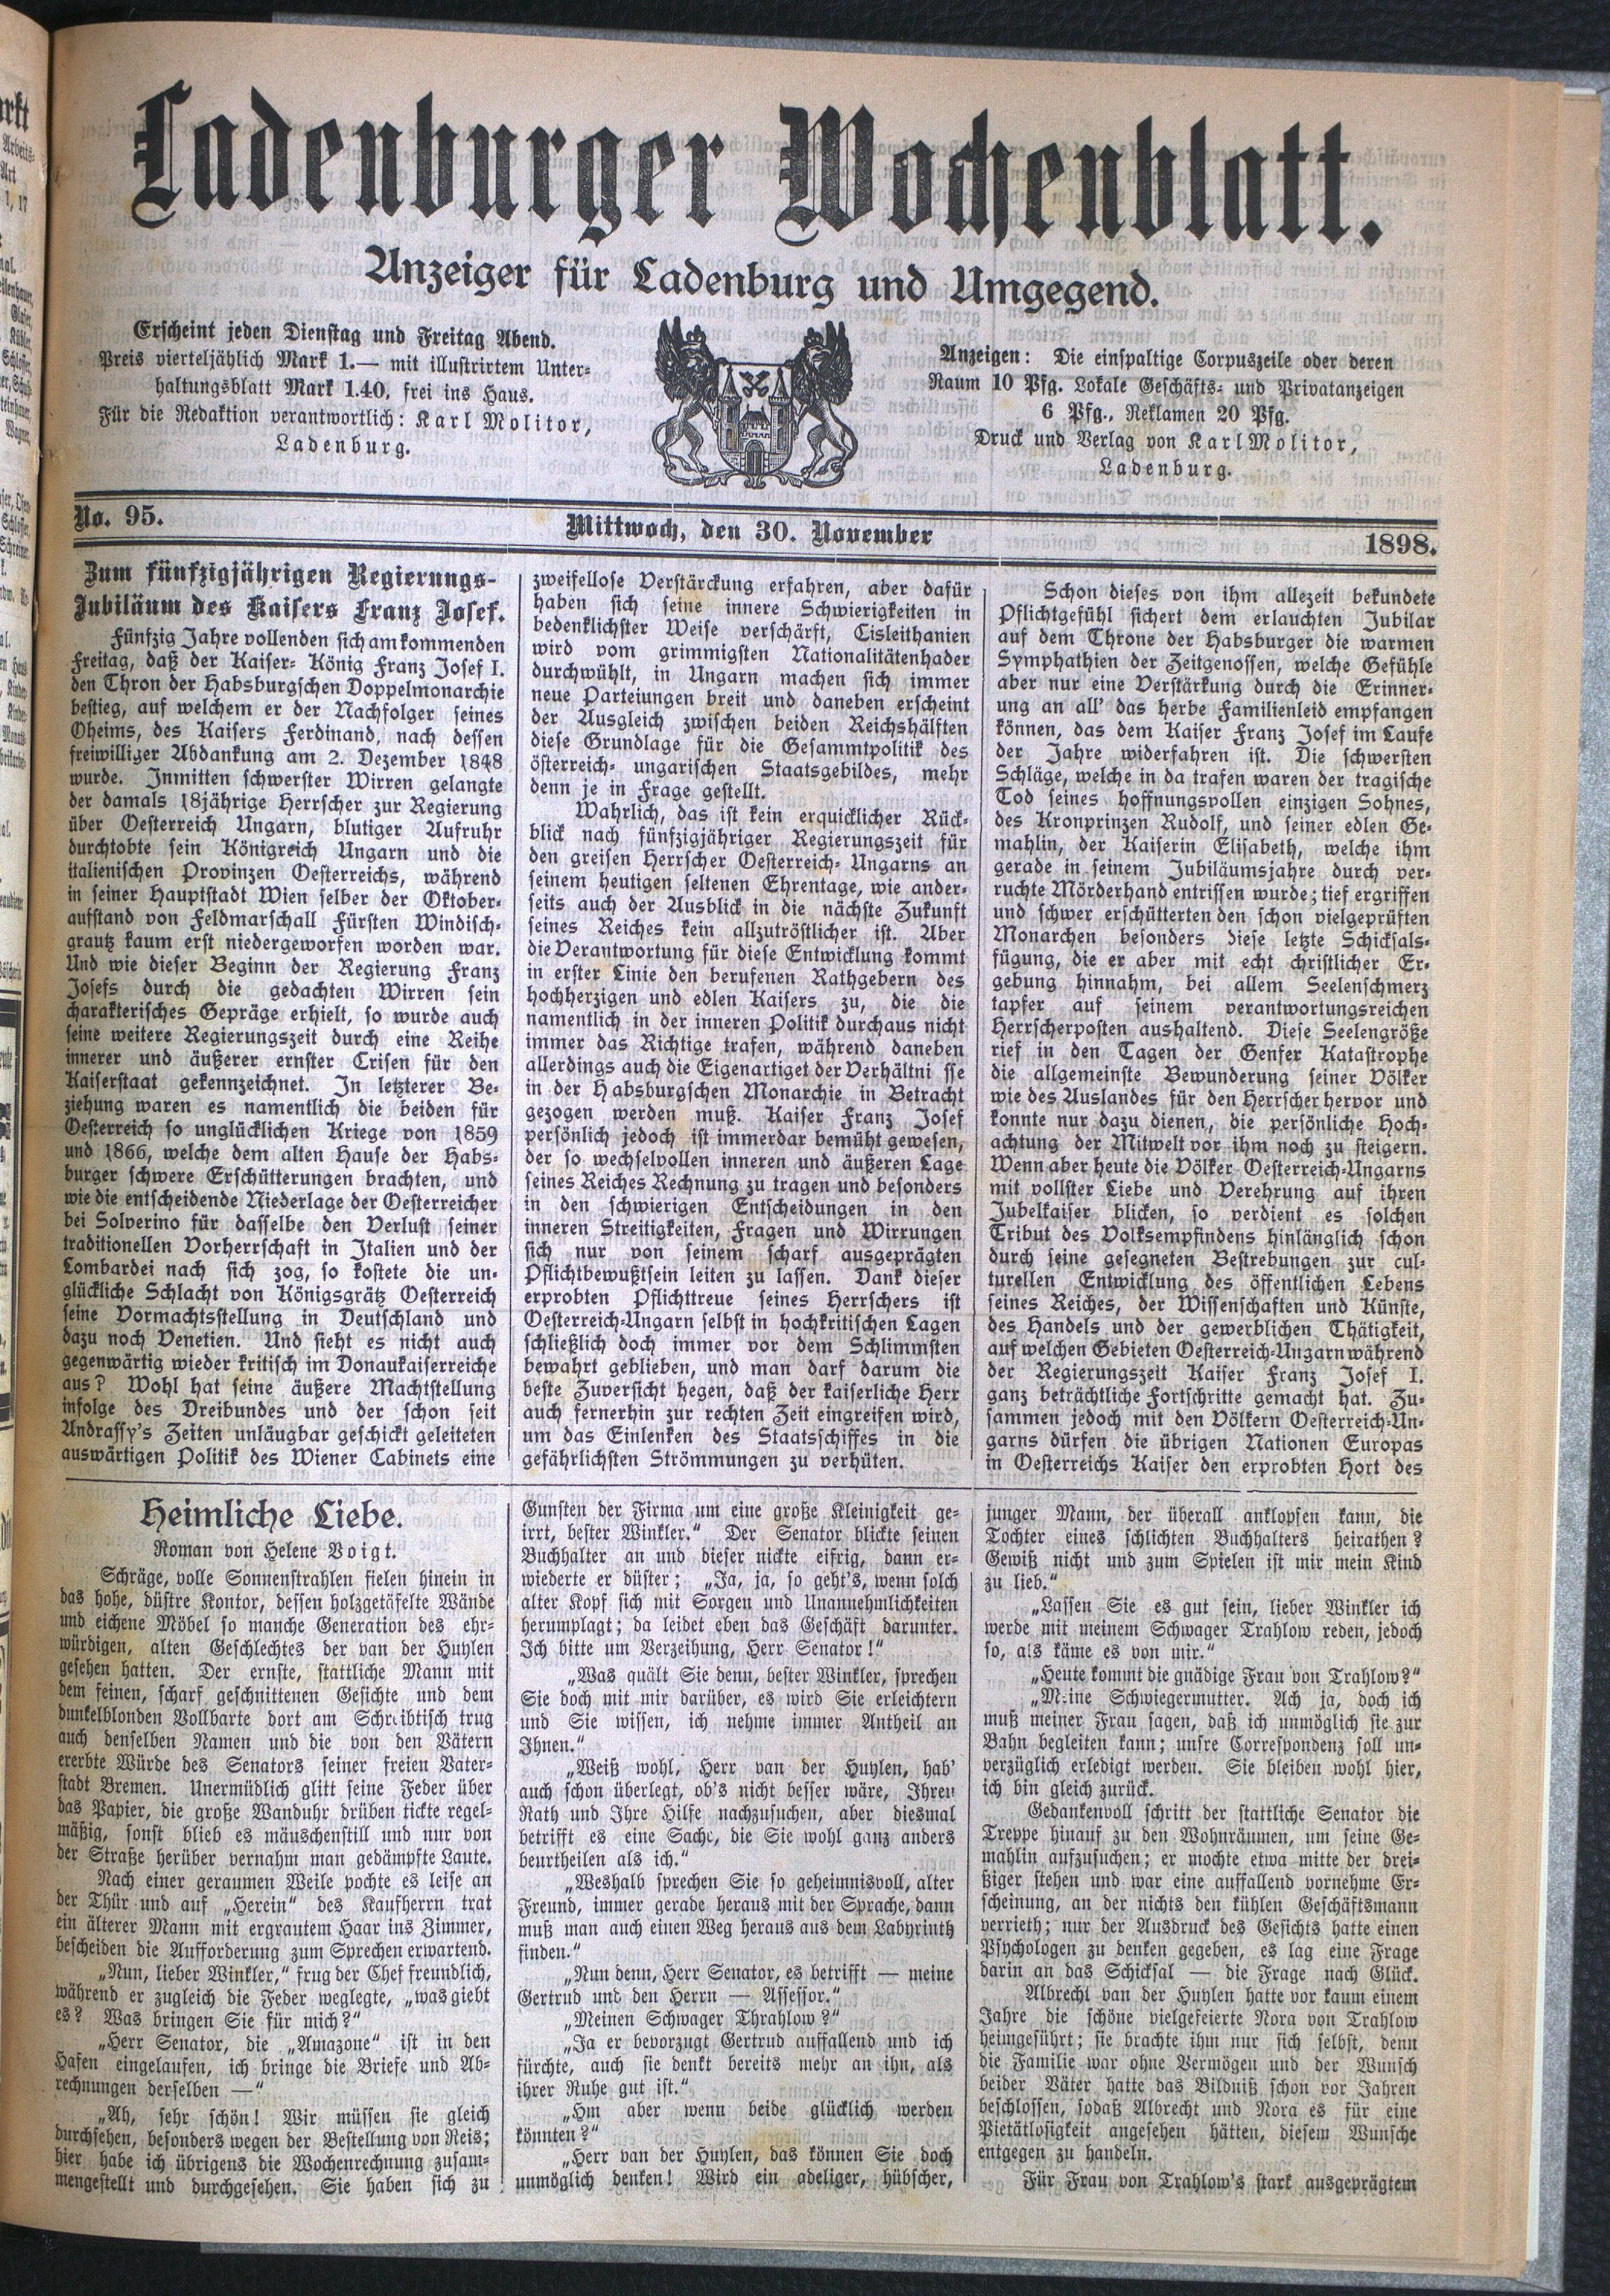 Ladenburger Wochenblatt.
Anzeiger für Ladenburg und Umgegend.
Erscheint jeden Dienstag und Freitag Abend.
Preis vierteljählich Mark 1.— mit illustrirtem Unter-
haltungsblatt Mark 1.40, frei ins Haus.
Für die Redaktion verantwortlich: Karl Molitor,
Ladenburg.
Anzeigen: Die einspaltige Corpuszeile oder deren
Raum 10 Pfg. Lokale Geschäfts- und Privatanzeigen
6 Pfg., Reklamen 20 Pfg.
Druck und Verlag von Karl Molitor,
Ladenburg.
No. 95.
Mittwoch, den 30. November
1898.
Zum fünfzigjährigen Regierungs-
Jubiläum des Kaisers Franz Josef.
Fünfzig Jahre vollenden sich am kommenden
Freitag, daß der Kaiser- König Franz Josef I.
den Thron der Habsburgschen Doppelmonarchie
bestieg, auf welchem er der Nachfolger seines
Oheims, des Kaisers Ferdinand, nach dessen
freiwilliger Abdankung am 2. Dezember 1848
wurde. Inmitten schwerster Wirren gelangte
der damals 18jährige Herrscher zur Regierung
über Oesterreich Ungarn, blutiger Aufruhr
durchtobte sein Königreich Ungarn und die
italienischen Provinzen Oesterreichs, während
in seiner Hauptstadt Wien selber der Oktober-
aufstand von Feldmarschall Fürsten Windisch-
grautz kaum erst niedergeworfen worden war.
Und wie dieser Beginn der Regierung Franz
Josefs durch die gedachten Wirren sein
charakterisches Gepräge erhielt, so wurde auch
seine weitere Regierungszeit durch eine Reihe
innerer und äußerer ernster Crisen für den
Kaiserstaat gekennzeichnet. In letzterer Be-
ziehung waren es namentlich die beiden für
Oesterreich so unglücklichen Kriege von 1859
und 1866, welche dem alten Hause der Habs-
burger schwere Erschütterungen brachten, und
wie die entscheidende Niederlage der Oesterreicher
bei Solverino für dasselbe den Verlust seiner
traditionellen Vorherrschaft in Italien und der
Lombardei nach sich zog, so kostete die un-
glückliche Schlacht von Königsgrätz Oesterreich
seine Vormachtsstellung in Deutschland und
dazu noch Venetien. Und sieht es nicht auch
gegenwärtig wieder kritisch im Donaukaiserreiche
aus? Wohl hat seine äußere Machtstellung
infolge des Dreibundes und der schon seit
Andrassy's Zeiten unläugbar geschickt geleiteten
auswärtigen Politik des Wiener Cabinets eine
zweifellose Verstärckung erfahren, aber dafür
haben sich seine innere Schwierigkeiten in
bedenklichster Weise verschärft, Cisleithanien
wird vom grimmigsten Nationalitätenhader
durchwühlt, in Ungarn machen sich immer
neue Parteiungen breit und daneben erscheint
der Ausgleich zwischen beiden Reichshälften
diese Grundlage für die Gesammtpolitik des
österreich- ungarischen Staatsgebildes, mehr
denn je in Frage gestellt.
Wahrlich, das ist kein erquicklicher Rück-
blick nach fünfzigjähriger Regierungszeit für
den greisen Herrscher Oesterreich- Ungarns an
seinem heutigen seltenen Ehrentage, wie ander-
seits auch der Ausblick in die nächste Zukunft
seines Reiches kein allzutröstlicher ist. Aber
die Verantwortung für diese Entwicklung kommt
in erster Linie den berufenen Rathgebern des
hochherzigen und edlen Kaisers zu, die die
namentlich in der inneren Politik durchaus nicht
immer das Richtige trafen, während daneben
allerdings auch die Eigenartiget der Verhältni sse
in der Habsburgschen Monarchie in Betracht
gezogen werden muß. Kaiser Franz Josef
persönlich jedoch ist immerdar bemüht gewesen,
der so wechselvollen inneren und äußeren Lage
seines Reiches Rechnung zu tragen und besonders
in den schwierigen Entscheidungen in den
inneren Streitigkeiten, Fragen und Wirrungen
sich nur von seinem scharf ausgeprägten
Pflichtbewußtsein leiten zu lassen. Dank dieser
erprobten Pflichttreue seines Herrschers ist
Oesterreich-Ungarn selbst in hochkritischen Lagen
schließlich doch immer vor dem Schlimmsten
bewahrt geblieben, und man darf darum die
beste Zuversicht hegen, daß der kaiserliche Herr
auch fernerhin zur rechten Zeit eingreifen wird,
um das Einlenken des Staatsschiffes in die
gefährlichsten Strömmungen zu verhüten.
Schon dieses von ihm allezeit bekundete
Pflichtgefühl sichert dem erlauchten Jubilar
auf dem Throne der Habsburger die warmen
Symphathien der Zeitgenossen, welche Gefühle
aber nur eine Verstärkung durch die Erinner-
ung an all' das herbe Familienleid empfangen
können, das dem Kaiser Franz Josef im Laufe
der Jahre widerfahren ist. Die schwersten
Schläge, welche in da trafen waren der tragische
Tod seines hoffnungsvollen einzigen Sohnes,
des Kronprinzen Rudolf, und seiner edlen Ge-
mahlin, der Kaiserin Elisabeth, welche ihm
gerade in seinem Jubiläumsjahre durch ver-
ruchte Mörderhand entrissen wurde; tief ergriffen
und schwer erschütterten den schon vielgeprüften
Monarchen besonders diese letzte Schicksals-
fügung, die er aber mit echt christlicher Er-
gebung hinnahm, bei allem Seelenschmerz
tapfer auf seinem verantwortungsreichen
Herrscherposten aushaltend. Diese Seelengröße
rief in den Tagen der Genfer Katastrophe
die allgemeinste Bewunderung seiner Völker
wie des Auslandes für den Herrscher hervor und
konnte nur dazu dienen, die persönliche Hoch-
achtung der Mitwelt vor ihm noch zu steigern.
Wenn aber heute die Völker Oesterreich-Ungarns
mit vollster Liebe und Verehrung auf ihren
Jubelkaiser blicken, so verdient es solchen
Tribut des Volksempfindens hinlänglich schon
durch seine gesegneten Bestrebungen zur cul-
turellen Entwicklung des öffentlichen Lebens
seines Reiches, der Wissenschaften und Künste,
des Handels und der gewerblichen Thätigkeit,
auf welchen Gebieten Oesterreich-Ungarn während
der Regierungszeit Kaiser Franz Josef I.
ganz beträchtliche Fortschritte gemacht hat. Zu-
sammen jedoch mit den Völkern Oesterreich-Un-
garns dürfen die übrigen Nationen Europas
in Oesterreichs Kaiser den erprobten Hort des
Heimliche Liebe.
Roman von Helene Voigt.
Schräge, volle Sonnenstrahlen fielen hinein in
das hohe, düstre Kontor, dessen holzgetäfelte Wände
und eichene Möbel so manche Generation des ehr-
würdigen, alten Geschlechtes der van der Huylen
gesehen hatten. Der ernste, stattliche Mann mit
dem feinen, scharf geschnittenen Gesichte und dem
dunkelblonden Vollbarte dort am Schreibtisch trug
auch denselben Namen und die von den Vätern
ererbte Würde des Senators seiner freien Vater-
stadt Bremen. Unermüdlich glitt seine Feder über
das Papier, die große Wanduhr drüben tickte regel-
mäßig, sonst blieb es mäuschenstill und nur von
der Straße herüber vernahm man gedämpfte Laute.
Nach einer geraumen Weile pochte es leise an
der Thür und auf „Herein“ des Kaufherrn trat
ein älterer Mann mit ergrautem Haar ins Zimmer,
bescheiden die Aufforderung zum Sprechen erwartend.
„Nun, lieber Winkler,“ frug der Chef freundlich,
während er zugleich die Feder weglegte, „was giebt
es? Was bringen Sie für mich?“
„Herr Senator, die „Amazone“ ist in den
Hafen eingelaufen, ich bringe die Briefe und Ab-
rechnungen derselben —“
„Ah, sehr schön! Wir müssen sie gleich
durchsehen, besonders wegen der Bestellung von Reis;
hier habe ich übrigens die Wochenrechnung zusam-
mengestellt und durchgesehen. Sie haben sich zu
Gunsten der Firma um eine große Kleinigkeit ge-
irrt, bester Winkler.“ Der Senator blickte seinen
Buchhalter an und dieser nickte eifrig, dann er-
wiederte er düster; „Ja, ja, so geht's, wenn solch
alter Kopf sich mit Sorgen und Unannehmlichkeiten
herumplagt; da leidet eben das Geschäft darunter.
Ich bitte um Verzeihung, Herr Senator!“
„Was quält Sie denn, bester Winkler, sprechen
Sie doch mit mir darüber, es wird Sie erleichtern
und Sie wissen, ich nehme immer Antheil an
Ihnen.“
„Weiß wohl, Herr van der Huylen, hab'
auch schon überlegt, ob's nicht besser wäre, Ihren
Rath und Ihre Hilfe nachzusuchen, aber diesmal
betrifft es eine Sache, die Sie wohl ganz anders
beurtheilen als ich.“
„Weshalb sprechen Sie so geheimnisvoll, alter
Freund, immer gerade heraus mit der Sprache, dann
muß man auch einen Weg heraus aus dem Labyrinth
finden.“
„Nun denn, Herr Senator, es betrifft — meine
Gertrud und den Herrn — Assessor.“
„Meinen Schwager Thrahlow?“
„Ja er bevorzugt Gertrud auffallend und ich
fürchte, auch sie denkt bereits mehr an ihn, als
ihrer Ruhe gut ist.“
„Hm aber wenn beide glücklich werden
könnten?“
„Herr van der Huylen, das können Sie doch
unmöglich denken! Wird ein adeliger, hübscher,
junger Mann, der überall anklopfen kann, die
Tochter eines schlichten Buchhalters heirathen?
Gewiß nicht und zum Spielen ist mir mein Kind
zu lieb.“
„Lassen Sie es gut sein, lieber Winkler ich
werde mit meinem Schwager Trahlow reden, jedoch
so, als käme es von mir.“
„Heute kommt die gnädige Frau von Trahlow?“
„Meine Schwiegermutter. Ach ja, doch ich
muß meiner Frau sagen, daß ich unmöglich sie zur
Bahn begleiten kann; unsre Correspondenz soll un-
verzüglich erledigt werden. Sie bleiben wohl hier,
ich bin gleich zurück.
Gedankenvoll schritt der stattliche Senator die
Treppe hinauf zu den Wohnräumen, um seine Ge-
mahlin aufzusuchen; er mochte etwa mitte der drei-
ßiger stehen und war eine auffallend vornehme Er-
scheinung, an der nichts den kühlen Geschäftsmann
verrieth; nur der Ausdruck des Gesichts hatte einen
Psychologen zu denken gegeben, es lag eine Frage
darin an das Schicksal — die Frage nach Glück.
Albrecht van der Huylen hatte vor kaum einem
Jahre die schöne vielgefeierte Nora von Trahlow
heimgeführt; sie brachte ihm nur sich selbst, denn
die Familie war ohne Vermögen und der Wunsch
beider Väter hatte das Bildniß schon vor Jahren
beschlossen, sodaß Albrecht und Nora es für eine
Pietätlosigkeit angesehen hätten, diesem Wunsche
entgegen zu handeln.
Für Frau von Trahlow's stark ausgeprägtem